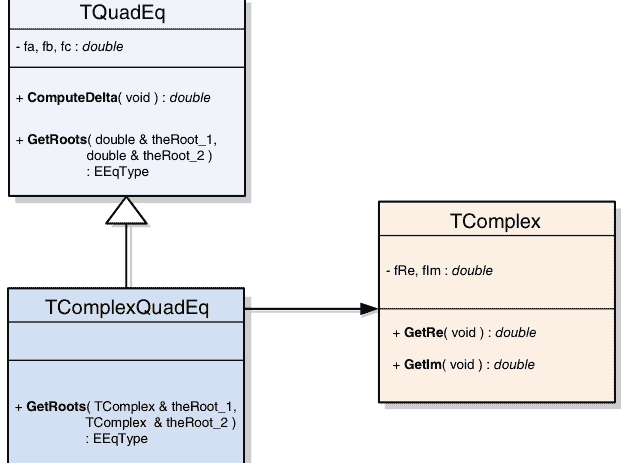 TQuadEq
- fa, fb, fc : double
+ ComputeDelta( void ) : double
+ GetRoots( double & theRoot_1,
double & theRoot_2 )
: EEqType
TComplex
- fRe, fIm : double
+ GetRe( void ) : double
+ GetIm( void ) : double
TComplexQuadEq
+ GetRoots( TComplex & theRoot_1,
TComplex & theRoot_2 )
: EEqType